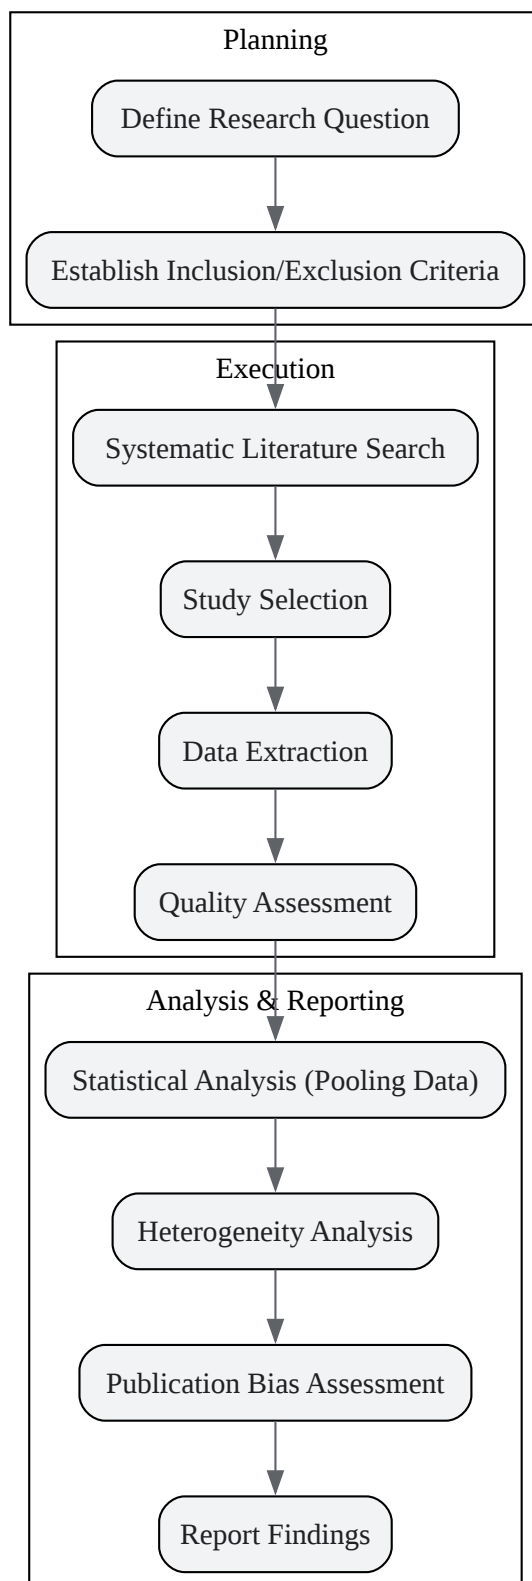 Planning
Define Research Question
Establish Inclusion/Exclusion Criteria
Execution
Systematic Literature Search
Study Selection
Data Extraction
Quality Assessment
Analysis & Reporting
Statistical Analysis (Pooling Data)
Heterogeneity Analysis
Publication Bias Assessment
Report Findings